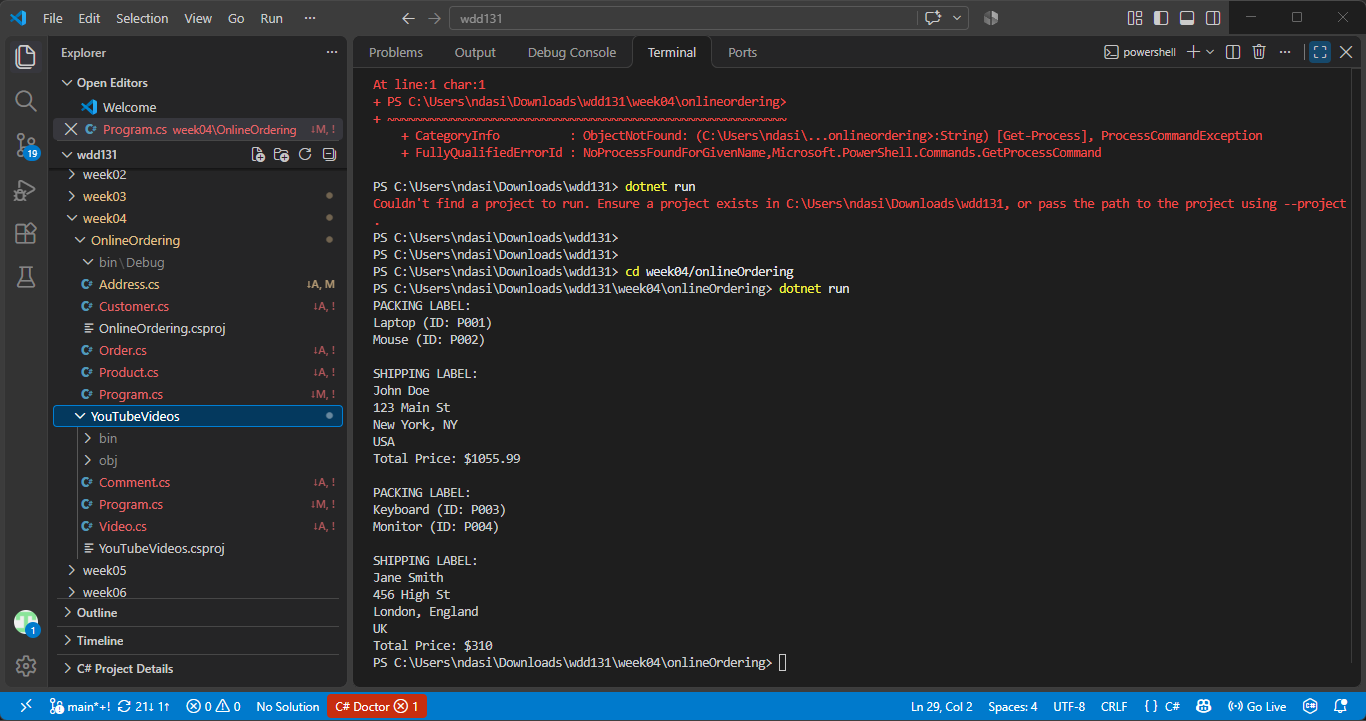 File Edit Selection View Go Run ··· wdd131
Explorer ···
Open Editors
Welcome
Program.cs week04\OnlineOrdering ↓M, !
wdd131
week02
week03
week04
OnlineOrdering
bin\Debug
Address.cs ↓A, M
Customer.cs ↓A, !
OnlineOrdering.csproj
Order.cs ↓A, !
Product.cs ↓A, !
Program.cs ↓M, !
YouTubeVideos
bin
obj
Comment.cs ↓A, !
Program.cs ↓M, !
Video.cs ↓A, !
YouTubeVideos.csproj
week05
week06
Outline
Timeline
C# Project Details
19
1
Problems Output Debug Console Terminal Ports powershell ···
At line:1 char:1
+ PS C:\Users\ndasi\Downloads\wdd131\week04\onlineordering>
+ ~~~~~~~~~~~~~~~~~~~~~~~~~~~~~~~~~~~~~~~~~~~~~~~~~~~~~~~~~
+ CategoryInfo : ObjectNotFound: (C:\Users\ndasi\...onlineordering>:String) [Get-Process], ProcessCommandException
+ FullyQualifiedErrorId : NoProcessFoundForGivenName,Microsoft.PowerShell.Commands.GetProcessCommand
PS C:\Users\ndasi\Downloads\wdd131> dotnet run
Couldn't find a project to run. Ensure a project exists in C:\Users\ndasi\Downloads\wdd131, or pass the path to the project using --project
.
PS C:\Users\ndasi\Downloads\wdd131>
PS C:\Users\ndasi\Downloads\wdd131>
PS C:\Users\ndasi\Downloads\wdd131> cd week04/onlineOrdering
PS C:\Users\ndasi\Downloads\wdd131\week04\onlineOrdering> dotnet run
PACKING LABEL:
Laptop (ID: P001)
Mouse (ID: P002)
SHIPPING LABEL:
John Doe
123 Main St
New York, NY
USA
Total Price: $1055.99
PACKING LABEL:
Keyboard (ID: P003)
Monitor (ID: P004)
SHIPPING LABEL:
Jane Smith
456 High St
London, England
UK
Total Price: $310
PS C:\Users\ndasi\Downloads\wdd131\week04\onlineOrdering>
main*+! 21↓ 1↑ 0 0 No Solution C# Doctor 1 Ln 29, Col 2 Spaces: 4 UTF-8 CRLF { } C# Go Live